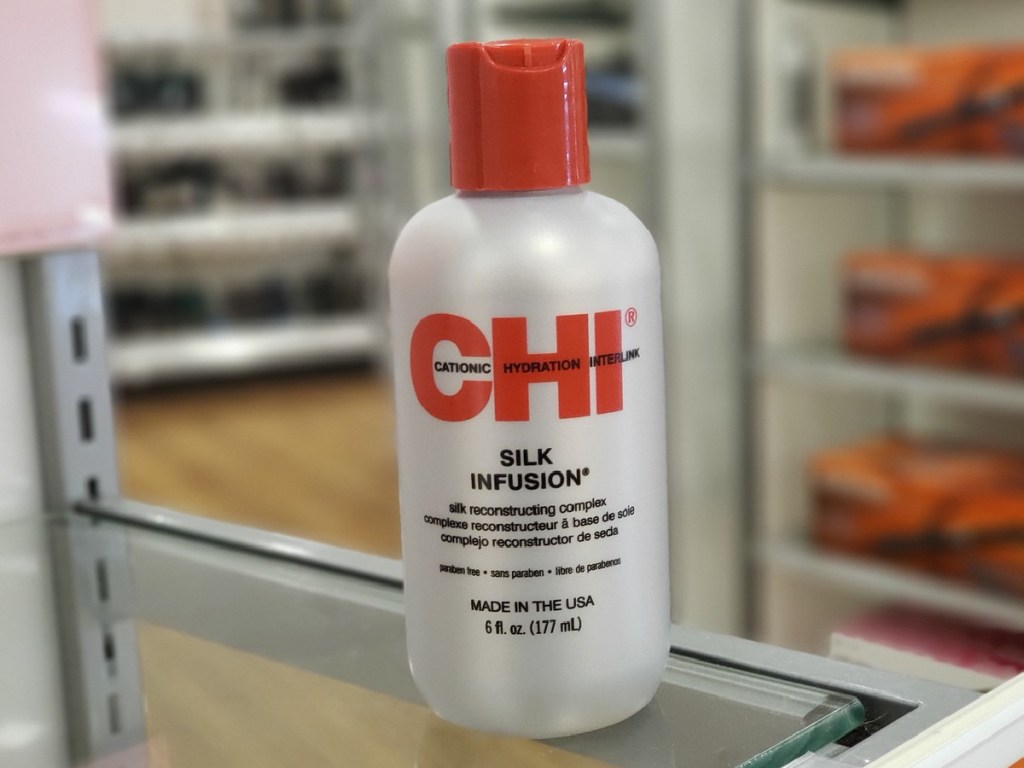 CHI®
CATIONIC HYDRATION INTERLINK
SILK
INFUSION®
silk reconstructing complex
complexe reconstructeur à base de soie
complejo reconstructor de seda
paraben free • sans paraben • libre de parabenos
MADE IN THE USA
6 fl. oz. (177 mL)